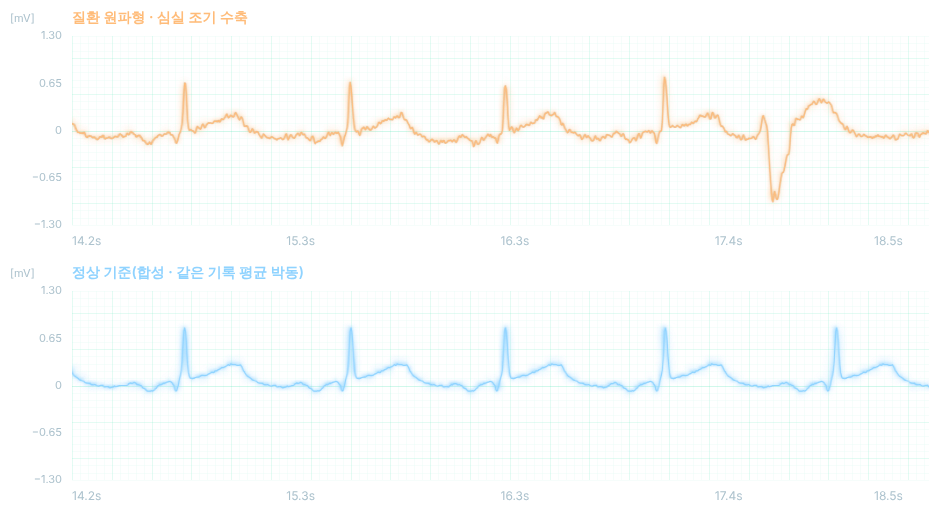 [mV] 질환 원파형 · 심실 조기 수축
1.30
0.65
0
−0.65
−1.30
14.2s 15.3s 16.3s 17.4s 18.5s
[mV] 정상 기준(합성 · 같은 기록 평균 박동)
1.30
0.65
0
−0.65
−1.30
14.2s 15.3s 16.3s 17.4s 18.5s